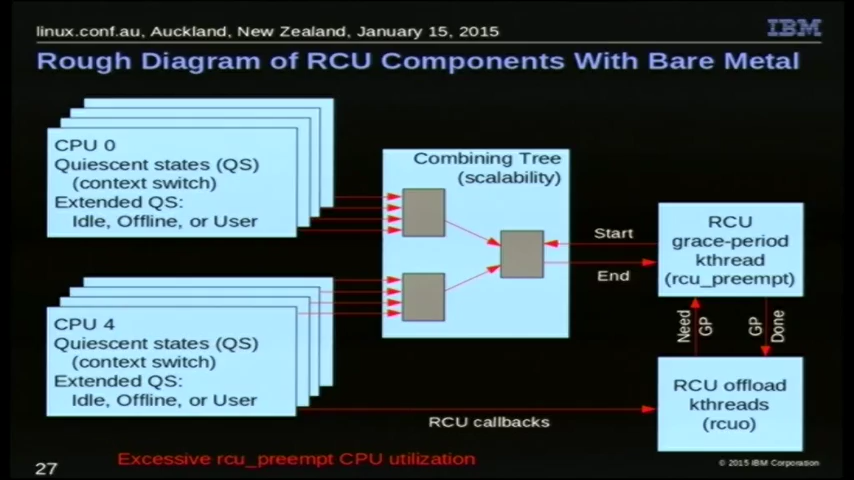 linux.conf.au, Auckland, New Zealand, January 15, 2015
IBM
Rough Diagram of RCU Components With Bare Metal
CPU 0
Quiescent states (QS)
(context switch)
Extended QS:
Idle, Offline, or User
Combining Tree
(scalability)
Start
End
RCU
grace-period
kthread
(rcu_preempt)
CPU 4
Quiescent states (QS)
(context switch)
Extended QS:
Idle, Offline, or User
Need
GP
GP
Done
RCU offload
kthreads
(rcuo)
RCU callbacks
Excessive rcu_preempt CPU utilization
27
© 2015 IBM Corporation